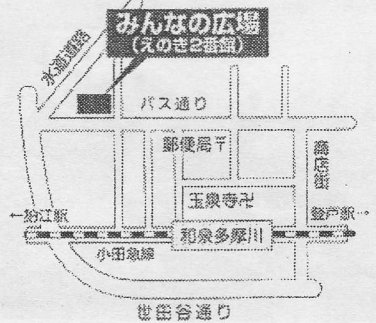 みんなの広場
(えのき2番館)
水道道路
バス通り
郵便局〒
商店街
玉泉寺卍
←狛江駅
登戸駅→
和泉多摩川
小田急線
世田谷通り